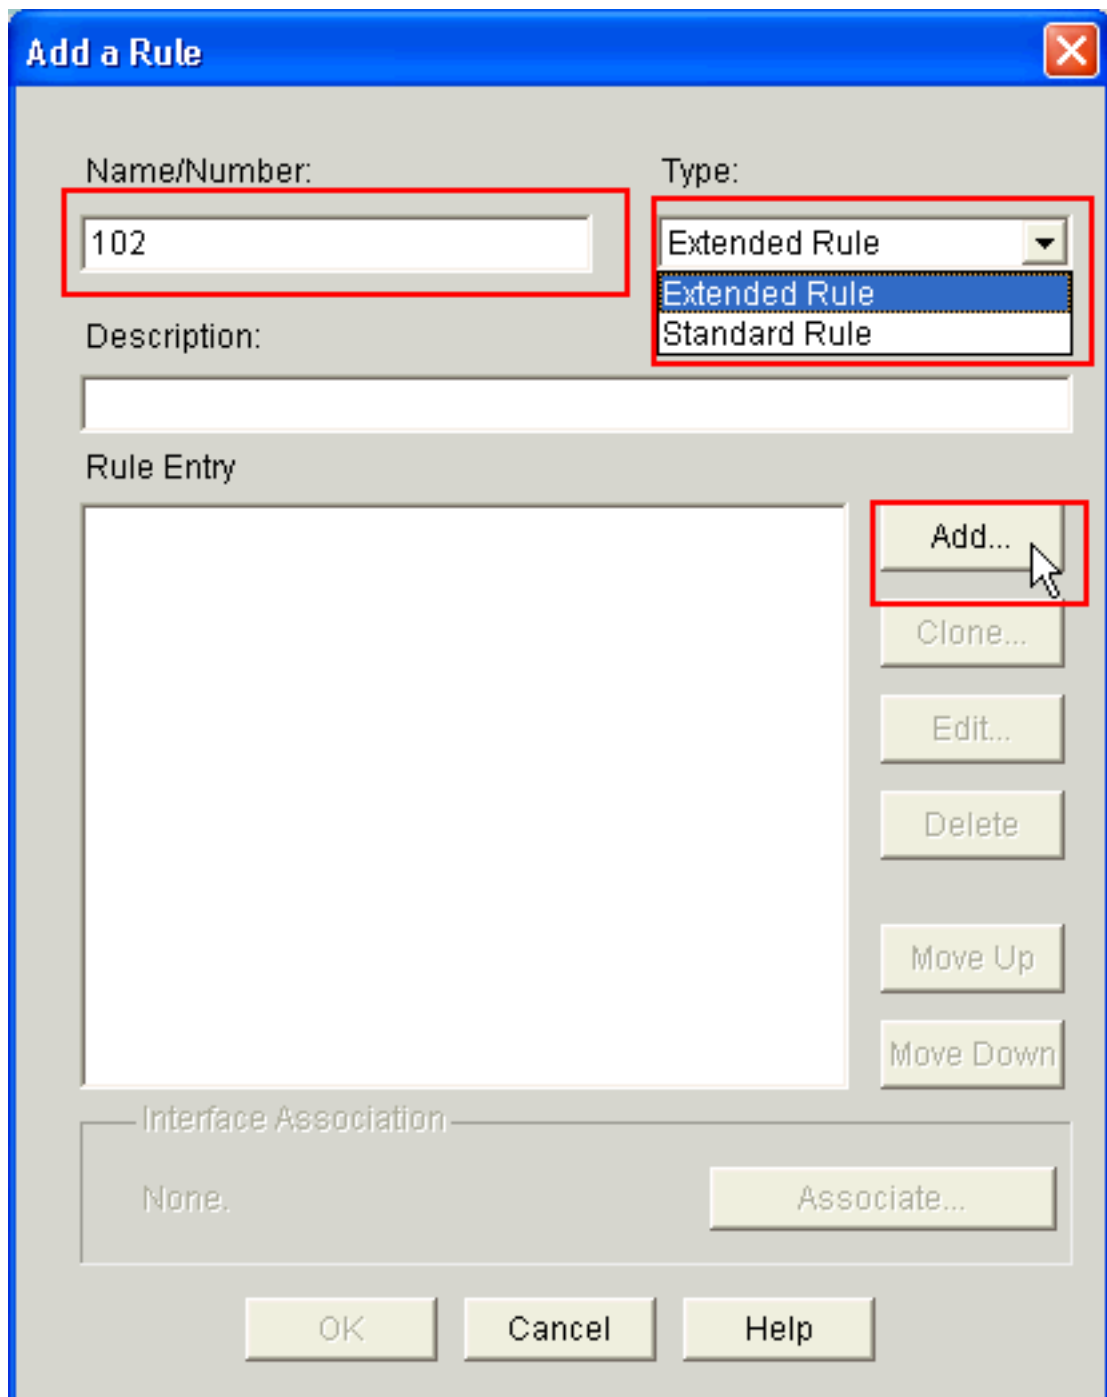 Add a Rule
Name/Number:
Type:
102
Extended Rule
Extended Rule
Standard Rule
Description:
Rule Entry
Add...
Clone...
Edit...
Delete
Move Up
Move Down
Interface Association
None.
Associate...
OK
Cancel
Help